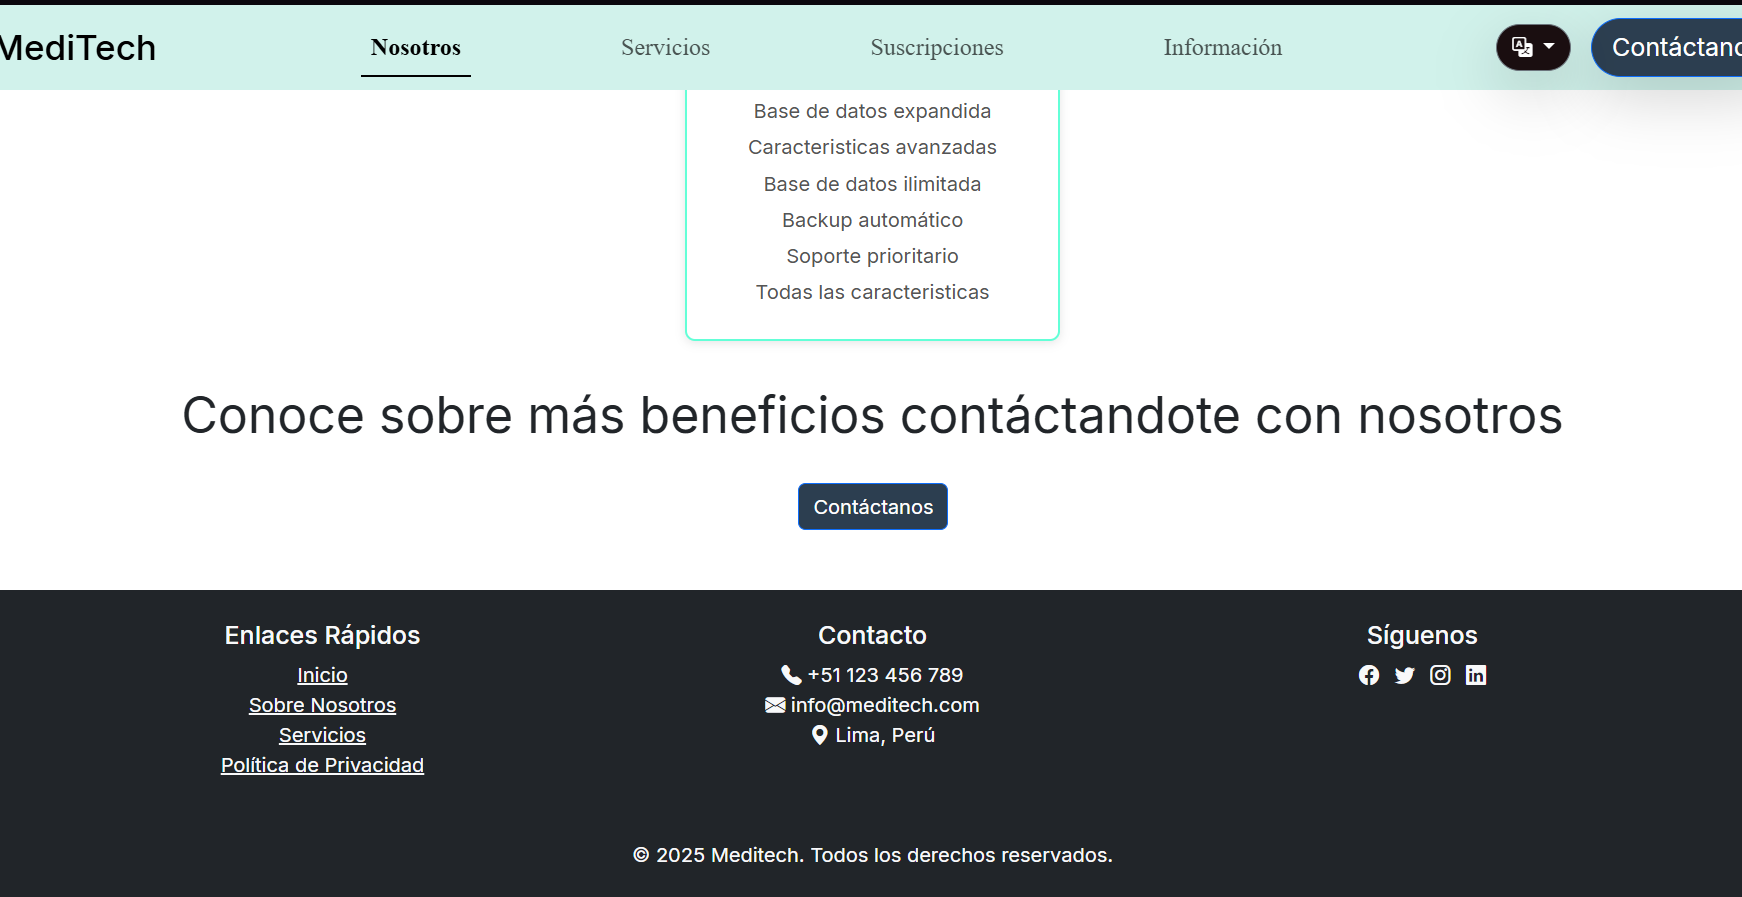 MediTech
Nosotros
Servicios
Suscripciones
Información
Contáctano
Base de datos expandida
Caracteristicas avanzadas
Base de datos ilimitada
Backup automático
Soporte prioritario
Todas las caracteristicas
Conoce sobre más beneficios contáctandote con nosotros
Contáctanos
Enlaces Rápidos
Inicio
Sobre Nosotros
Servicios
Política de Privacidad
Contacto
+51 123 456 789
info@meditech.com
Lima, Perú
Síguenos
© 2025 Meditech. Todos los derechos reservados.